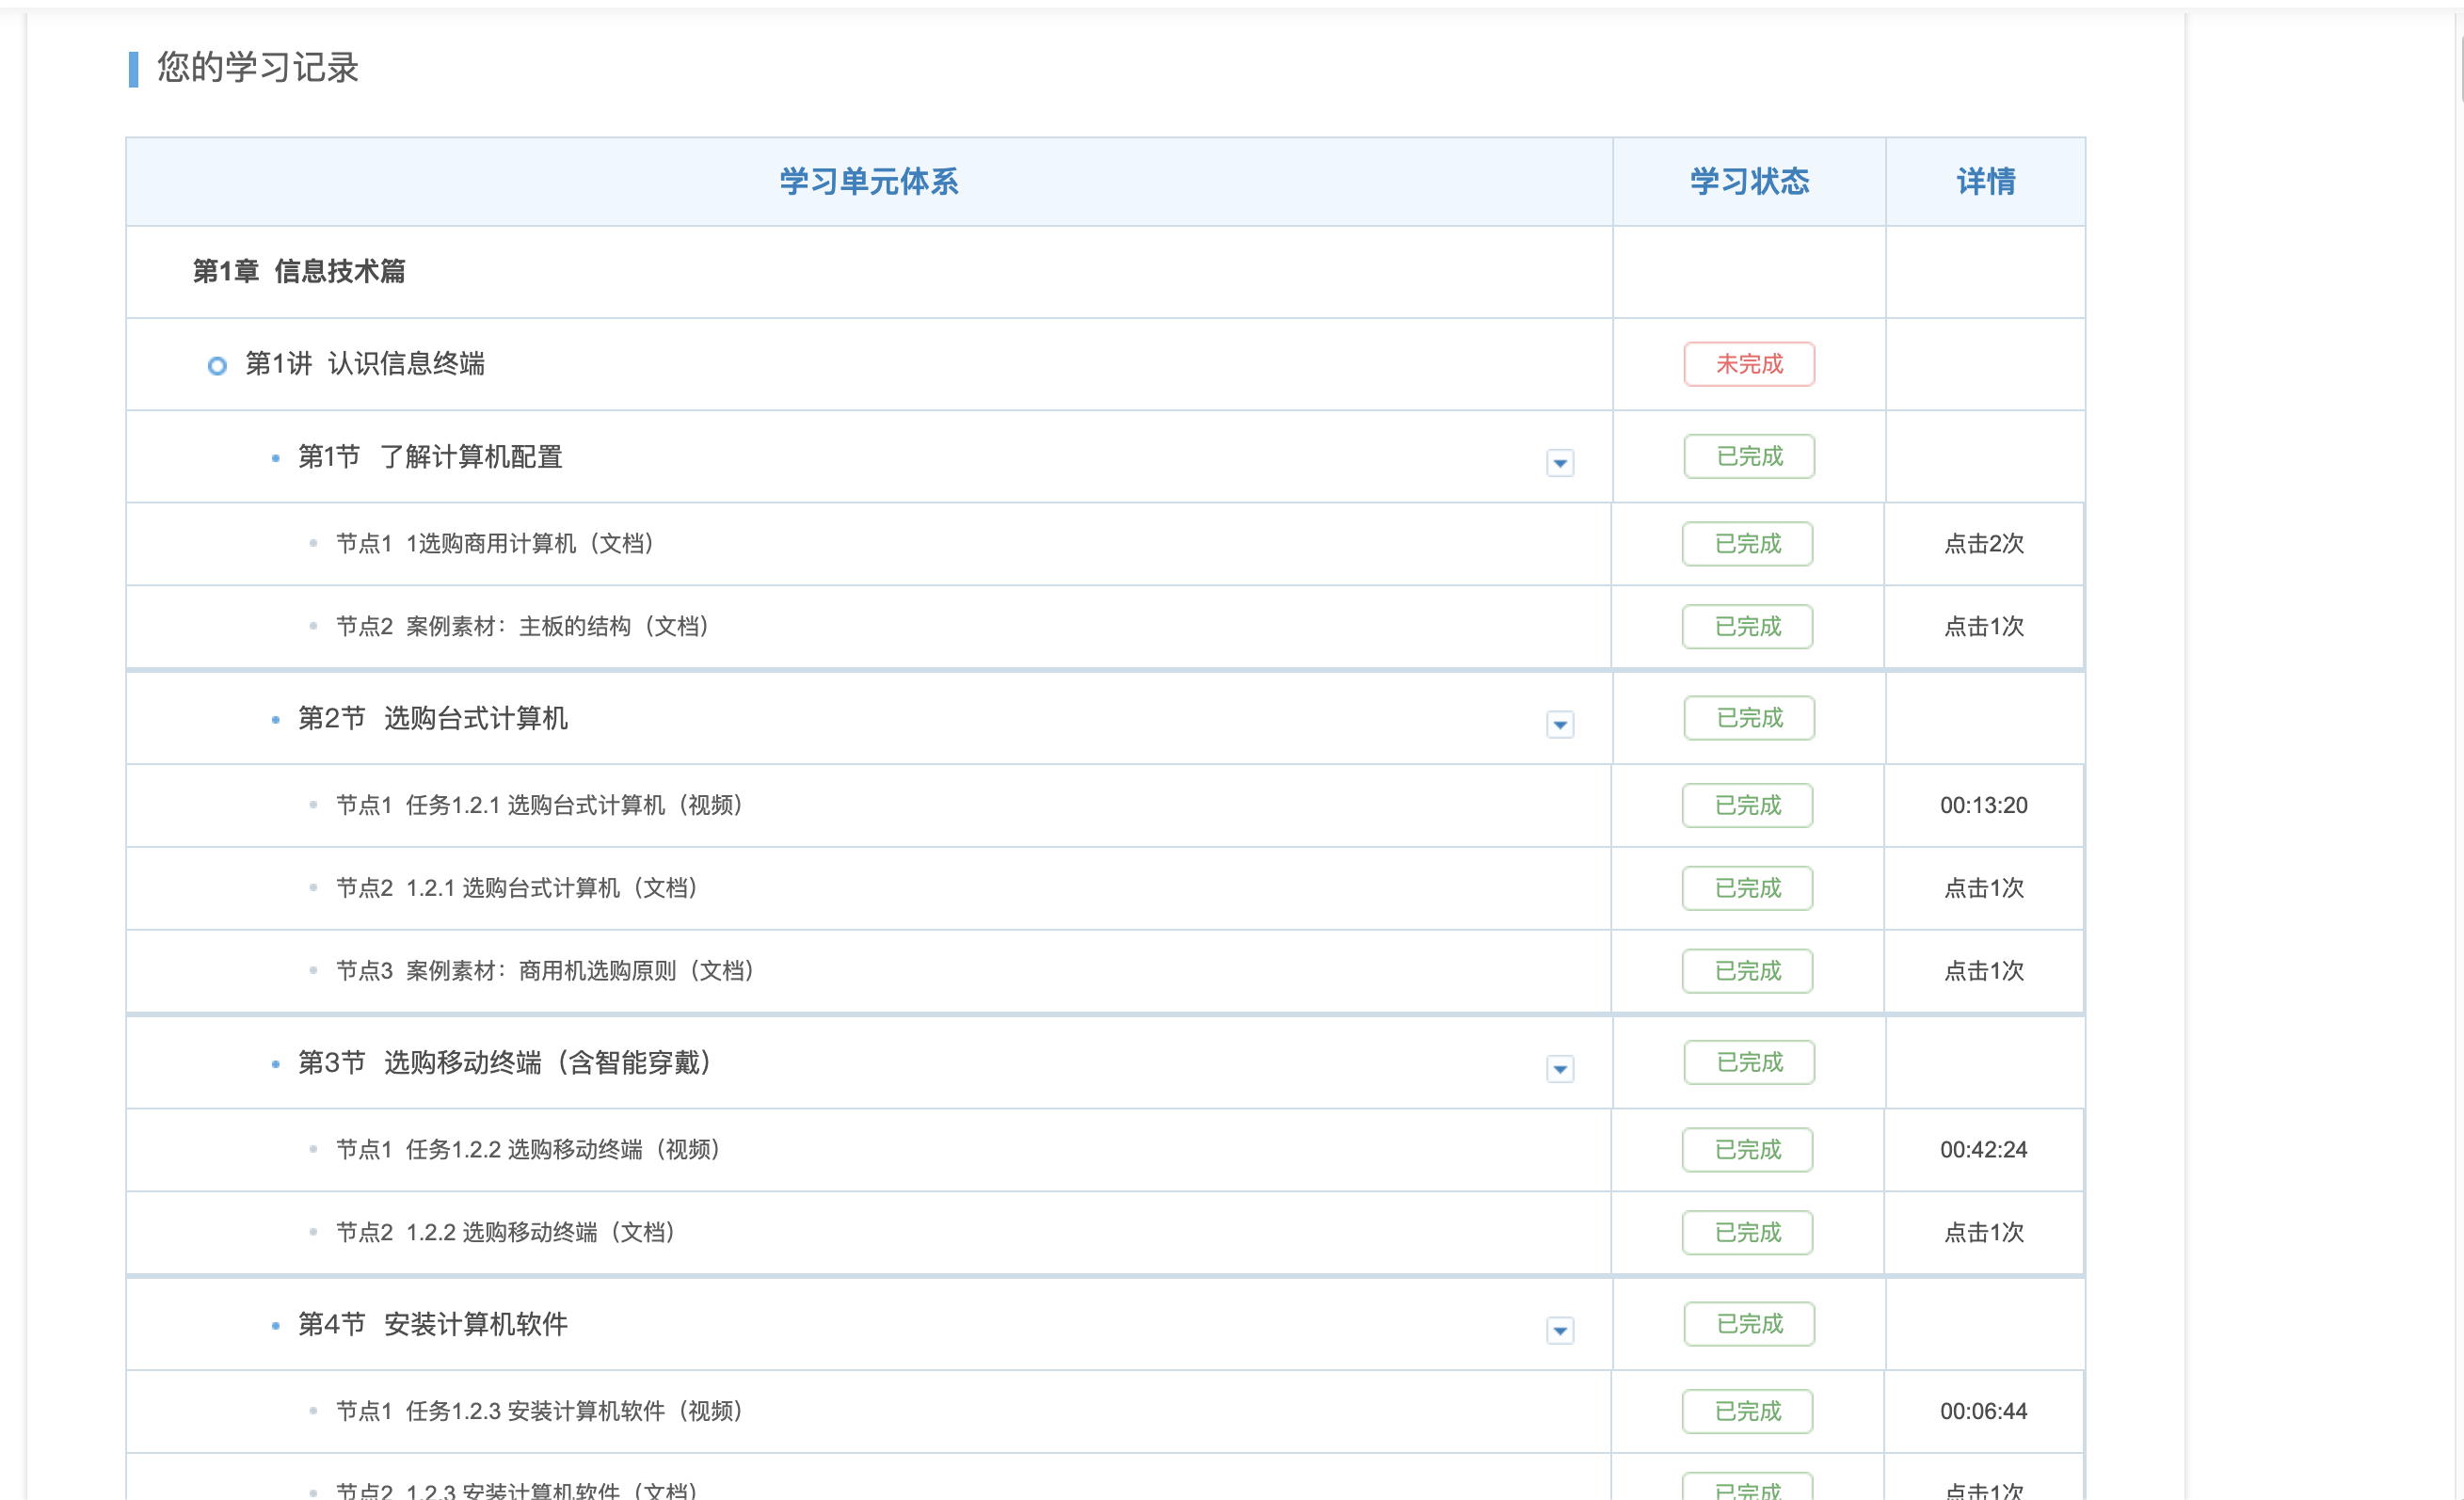 您的学习记录
学习单元体系 学习状态 详情
第1章 信息技术篇
第1讲 认识信息终端 未完成
第1节 了解计算机配置 已完成
节点1 1选购商用计算机（文档） 已完成 点击2次
节点2 案例素材：主板的结构（文档） 已完成 点击1次
第2节 选购台式计算机 已完成
节点1 任务1.2.1 选购台式计算机（视频） 已完成 00:13:20
节点2 1.2.1 选购台式计算机（文档） 已完成 点击1次
节点3 案例素材：商用机选购原则（文档） 已完成 点击1次
第3节 选购移动终端（含智能穿戴） 已完成
节点1 任务1.2.2 选购移动终端（视频） 已完成 00:42:24
节点2 1.2.2 选购移动终端（文档） 已完成 点击1次
第4节 安装计算机软件 已完成
节点1 任务1.2.3 安装计算机软件（视频） 已完成 00:06:44
节点2 1.2.3 安装计算机软件（文档） 已完成 点击1次